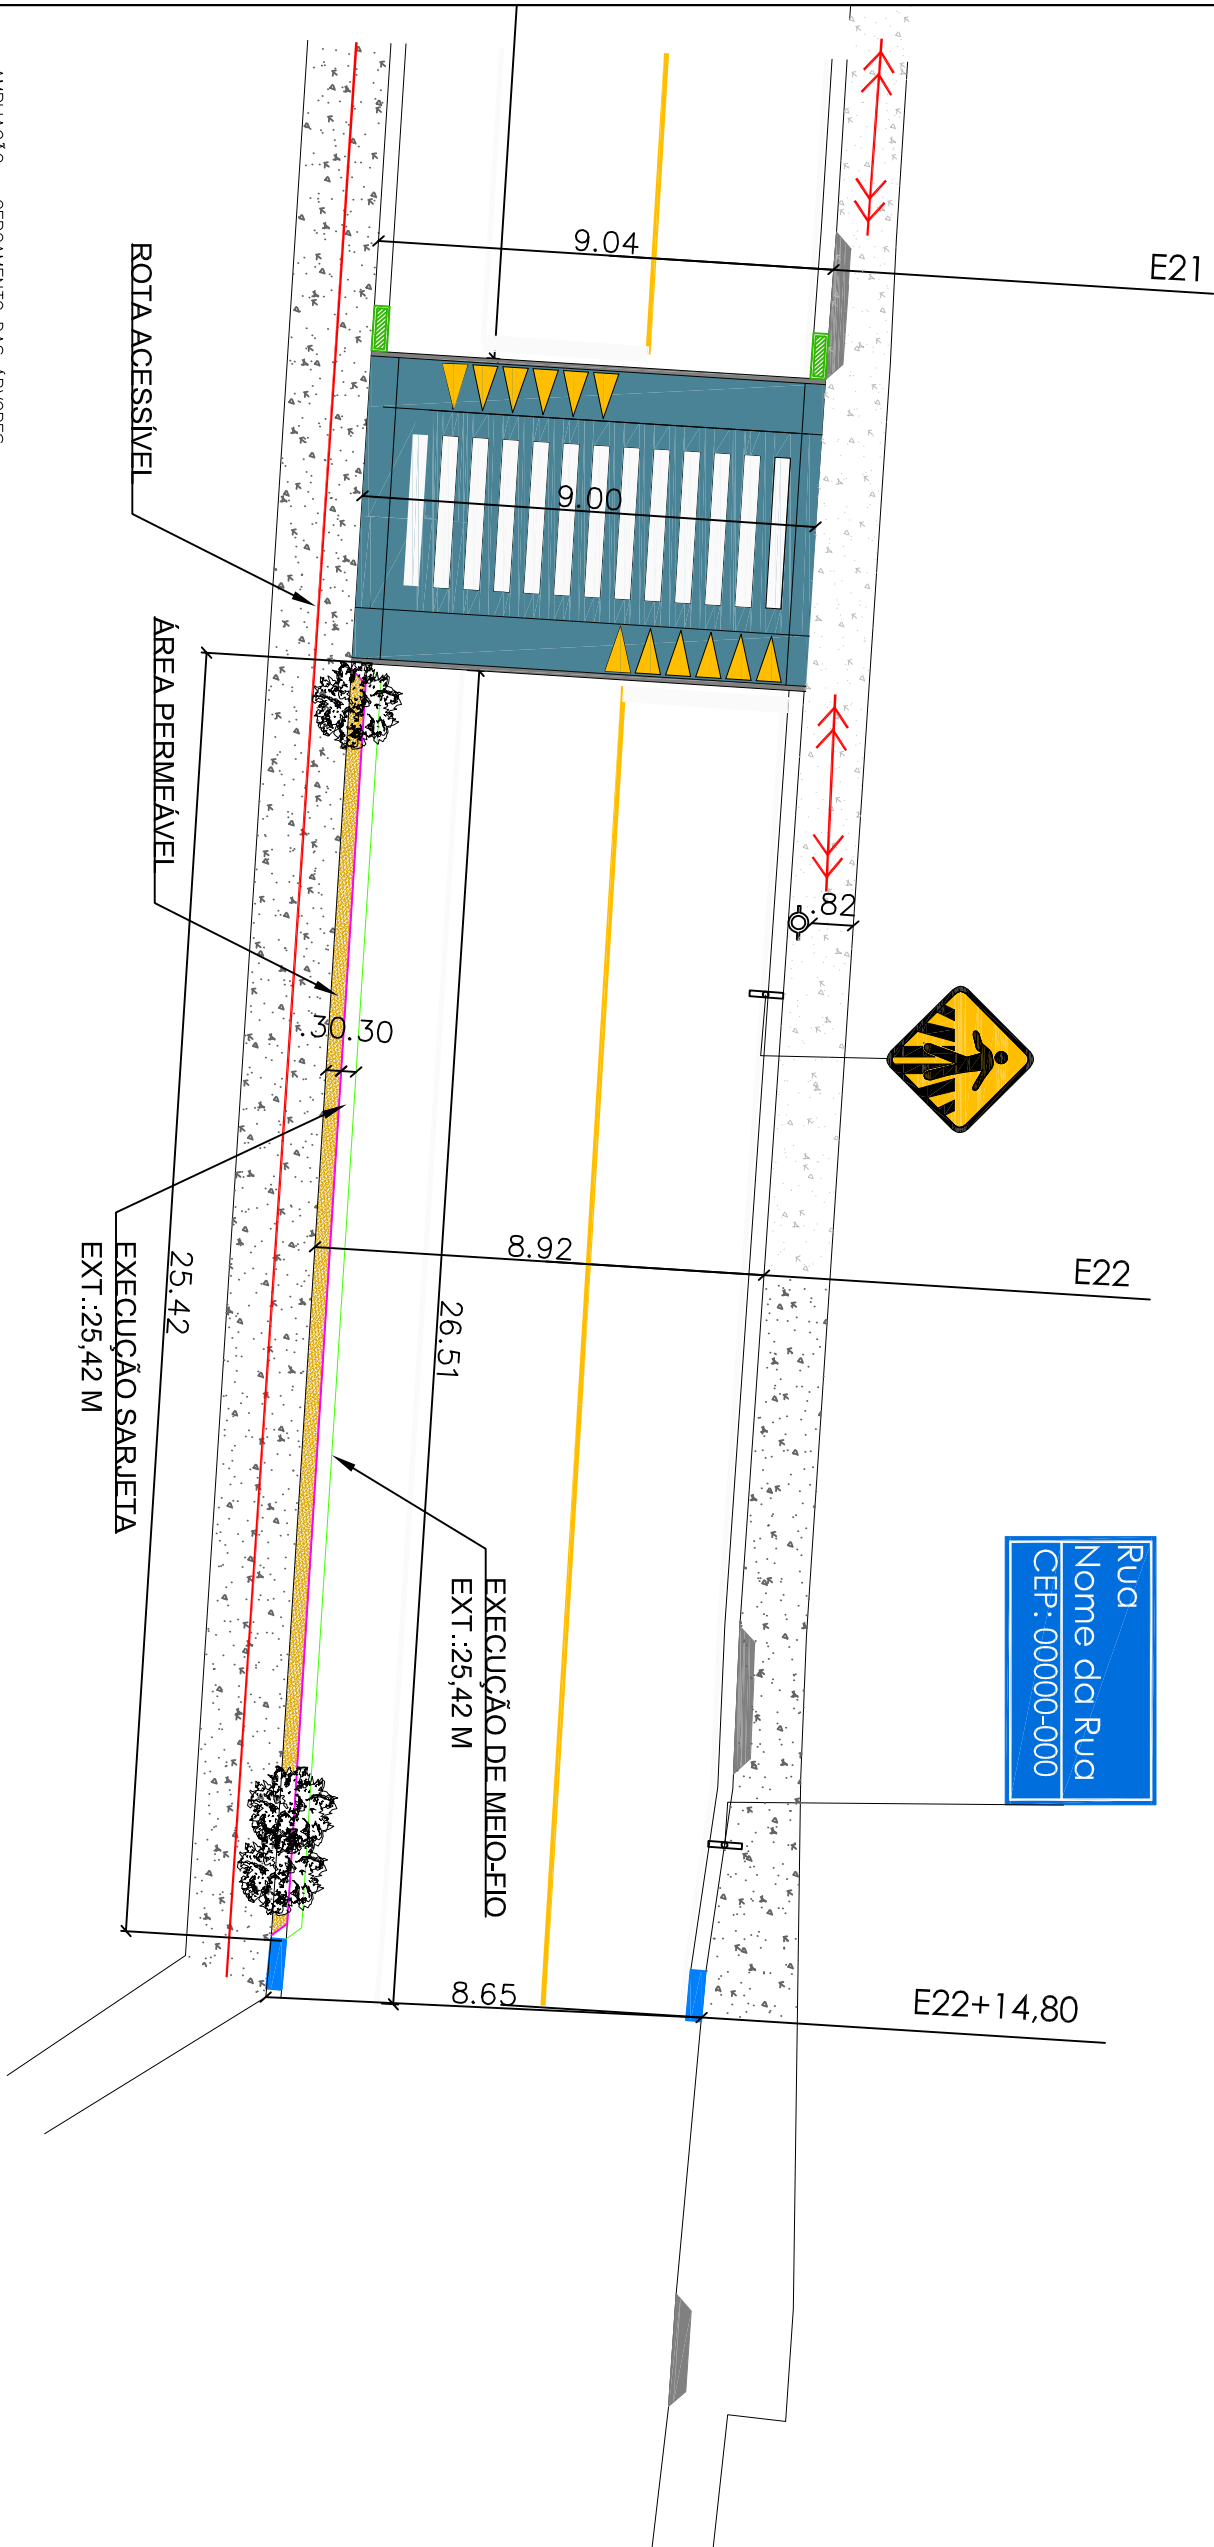 E21
9.04
ROTA ACESSÍVEL
9.00
ÁREA PERMEÁVEL
.82
.30
.30
8.92
E22
25.42
26.51
EXECUÇÃO SARJETA
EXT.:25,42 M
EXECUÇÃO DE MEIO-FIO
EXT.:25,42 M
Rua
Nome da Rua
CEP: 00000-000
8.65
E22+14,80